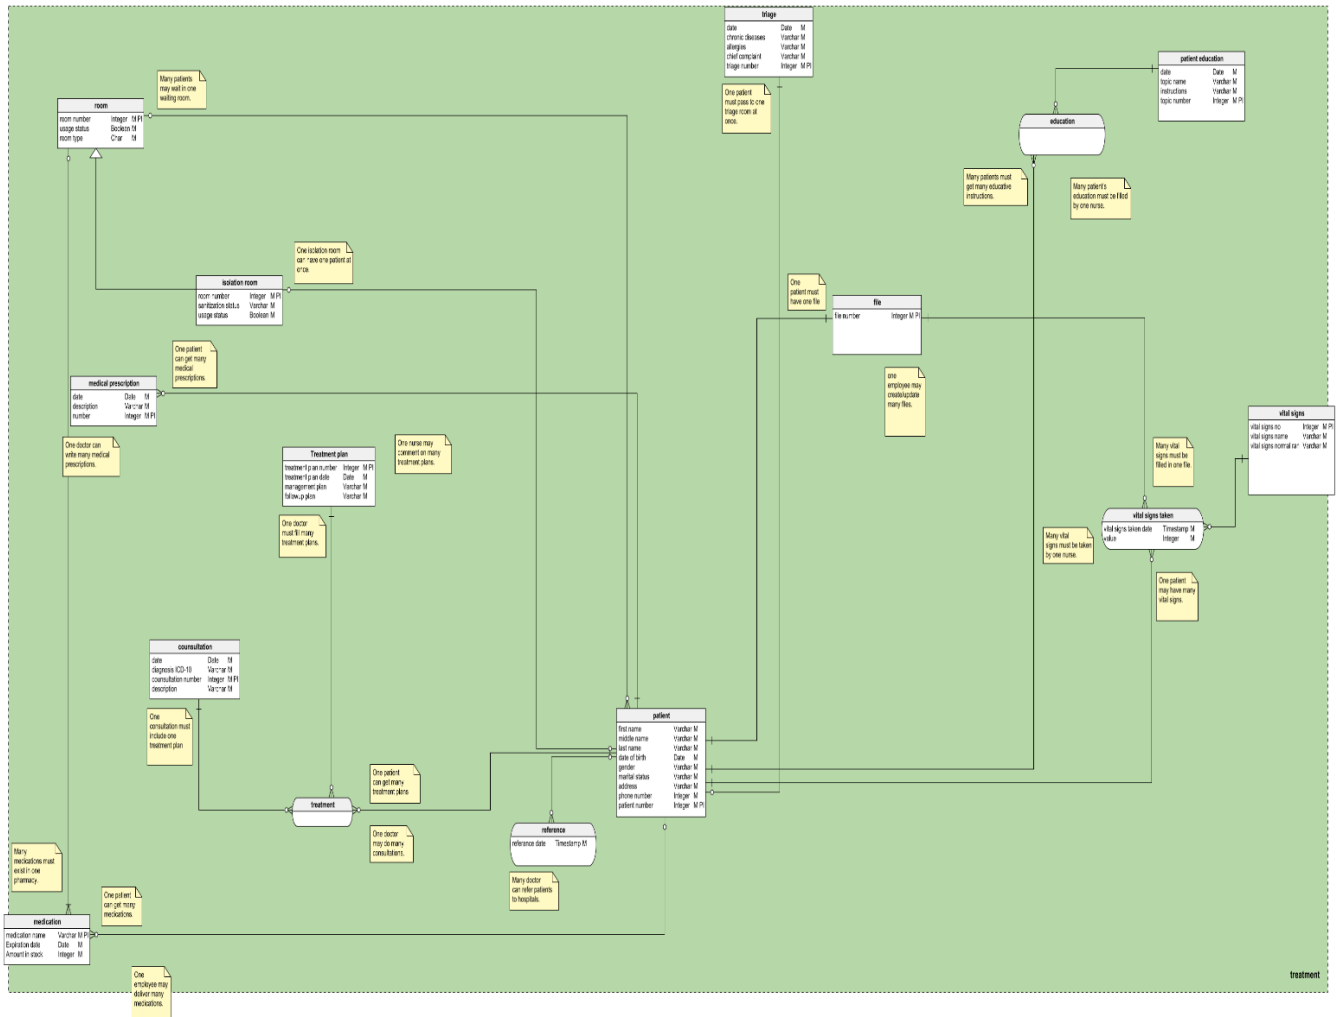 triage
date Date M
chronic diseases Varchar M
allergies Varchar M
chief complaint Varchar M
triage number Integer M PI
One patient
must pass to one
triage room at
once.
patient education
date Date M
topic name Varchar M
instructions Varchar M
topic number Integer M PI
education
Many patients must
get many educative
instructions.
Many patient's
education must be filled
by one nurse.
Many patients
may wait in one
waiting room.
room
room number Integer M PI
usage status Boolean M
room type Char M
One isolation room
can have one patient at
once.
isolation room
room number Integer M PI
sanitization status Varchar M
usage status Boolean M
One
patient must
have one file
file
file number Integer M PI
one
employee may
create/update
many files.
One patient
can get many
medical
prescriptions.
medical prescription
date Date M
description Varchar M
number Integer M PI
One doctor can
write many medical
prescriptions.
One nurse may
comment on many
treatment plans.
Treatment plan
treatment plan number Integer M PI
treatment plan date Date M
management plan Varchar M
followup plan Varchar M
One doctor
must fill many
treatment plans.
vital signs
vital signs no Integer M PI
vital signs name Varchar M
vital signs normal ran Varchar M
Many vital
signs must be
filled in one file.
vital signs taken
vital signs taken date Timestamp M
value Integer M
Many vital
signs must be taken
by one nurse.
One patient
may have many
vital signs.
counsultation
date Date M
diagnosis ICD-10 Varchar M
counsultation number Integer M PI
description Varchar M
One
consultation must
include one
treatment plan
patient
first name Varchar M
middle name Varchar M
last name Varchar M
date of birth Date M
gender Varchar M
marital status Varchar M
address Varchar M
phone number Integer M
patient number Integer M PI
One patient
can get many
treatment plans
treatment
One doctor
may do many
consultations.
reference
reference date Timestamp M
Many doctor
can refer patients
to hospitals.
Many
medications must
exist in one
pharmacy.
One patient
can get many
medications.
medication
medication name Varchar M PI
Expiration date Date M
Amount in stock Integer M
One
employee may
deliver many
medications.
treatment